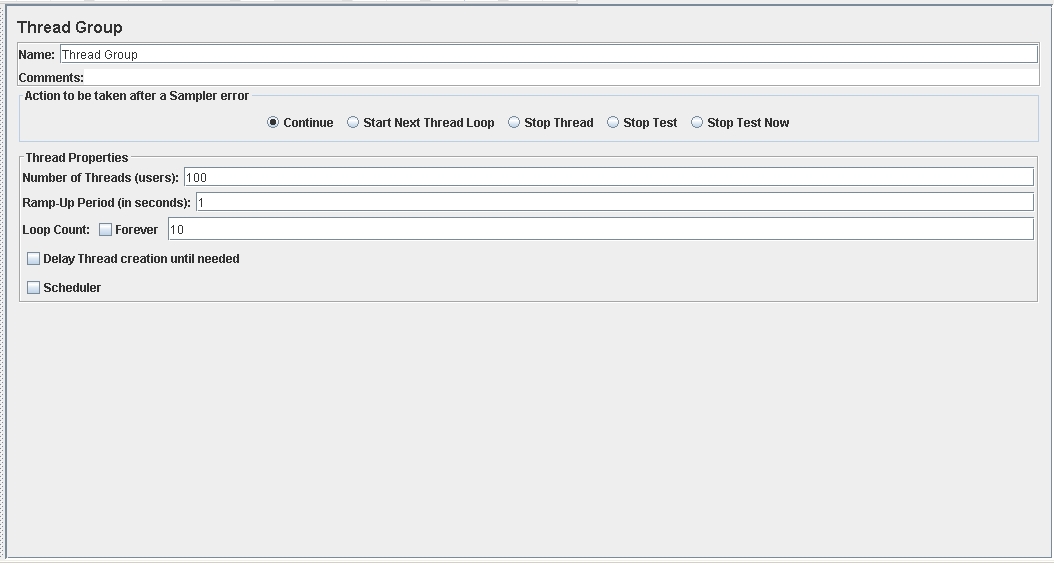 Thread Group
Name: Thread Group
Comments:
Action to be taken after a Sampler error
Continue Start Next Thread Loop Stop Thread Stop Test Stop Test Now
Thread Properties
Number of Threads (users): 100
Ramp-Up Period (in seconds): 1
Loop Count: Forever 10
Delay Thread creation until needed
Scheduler